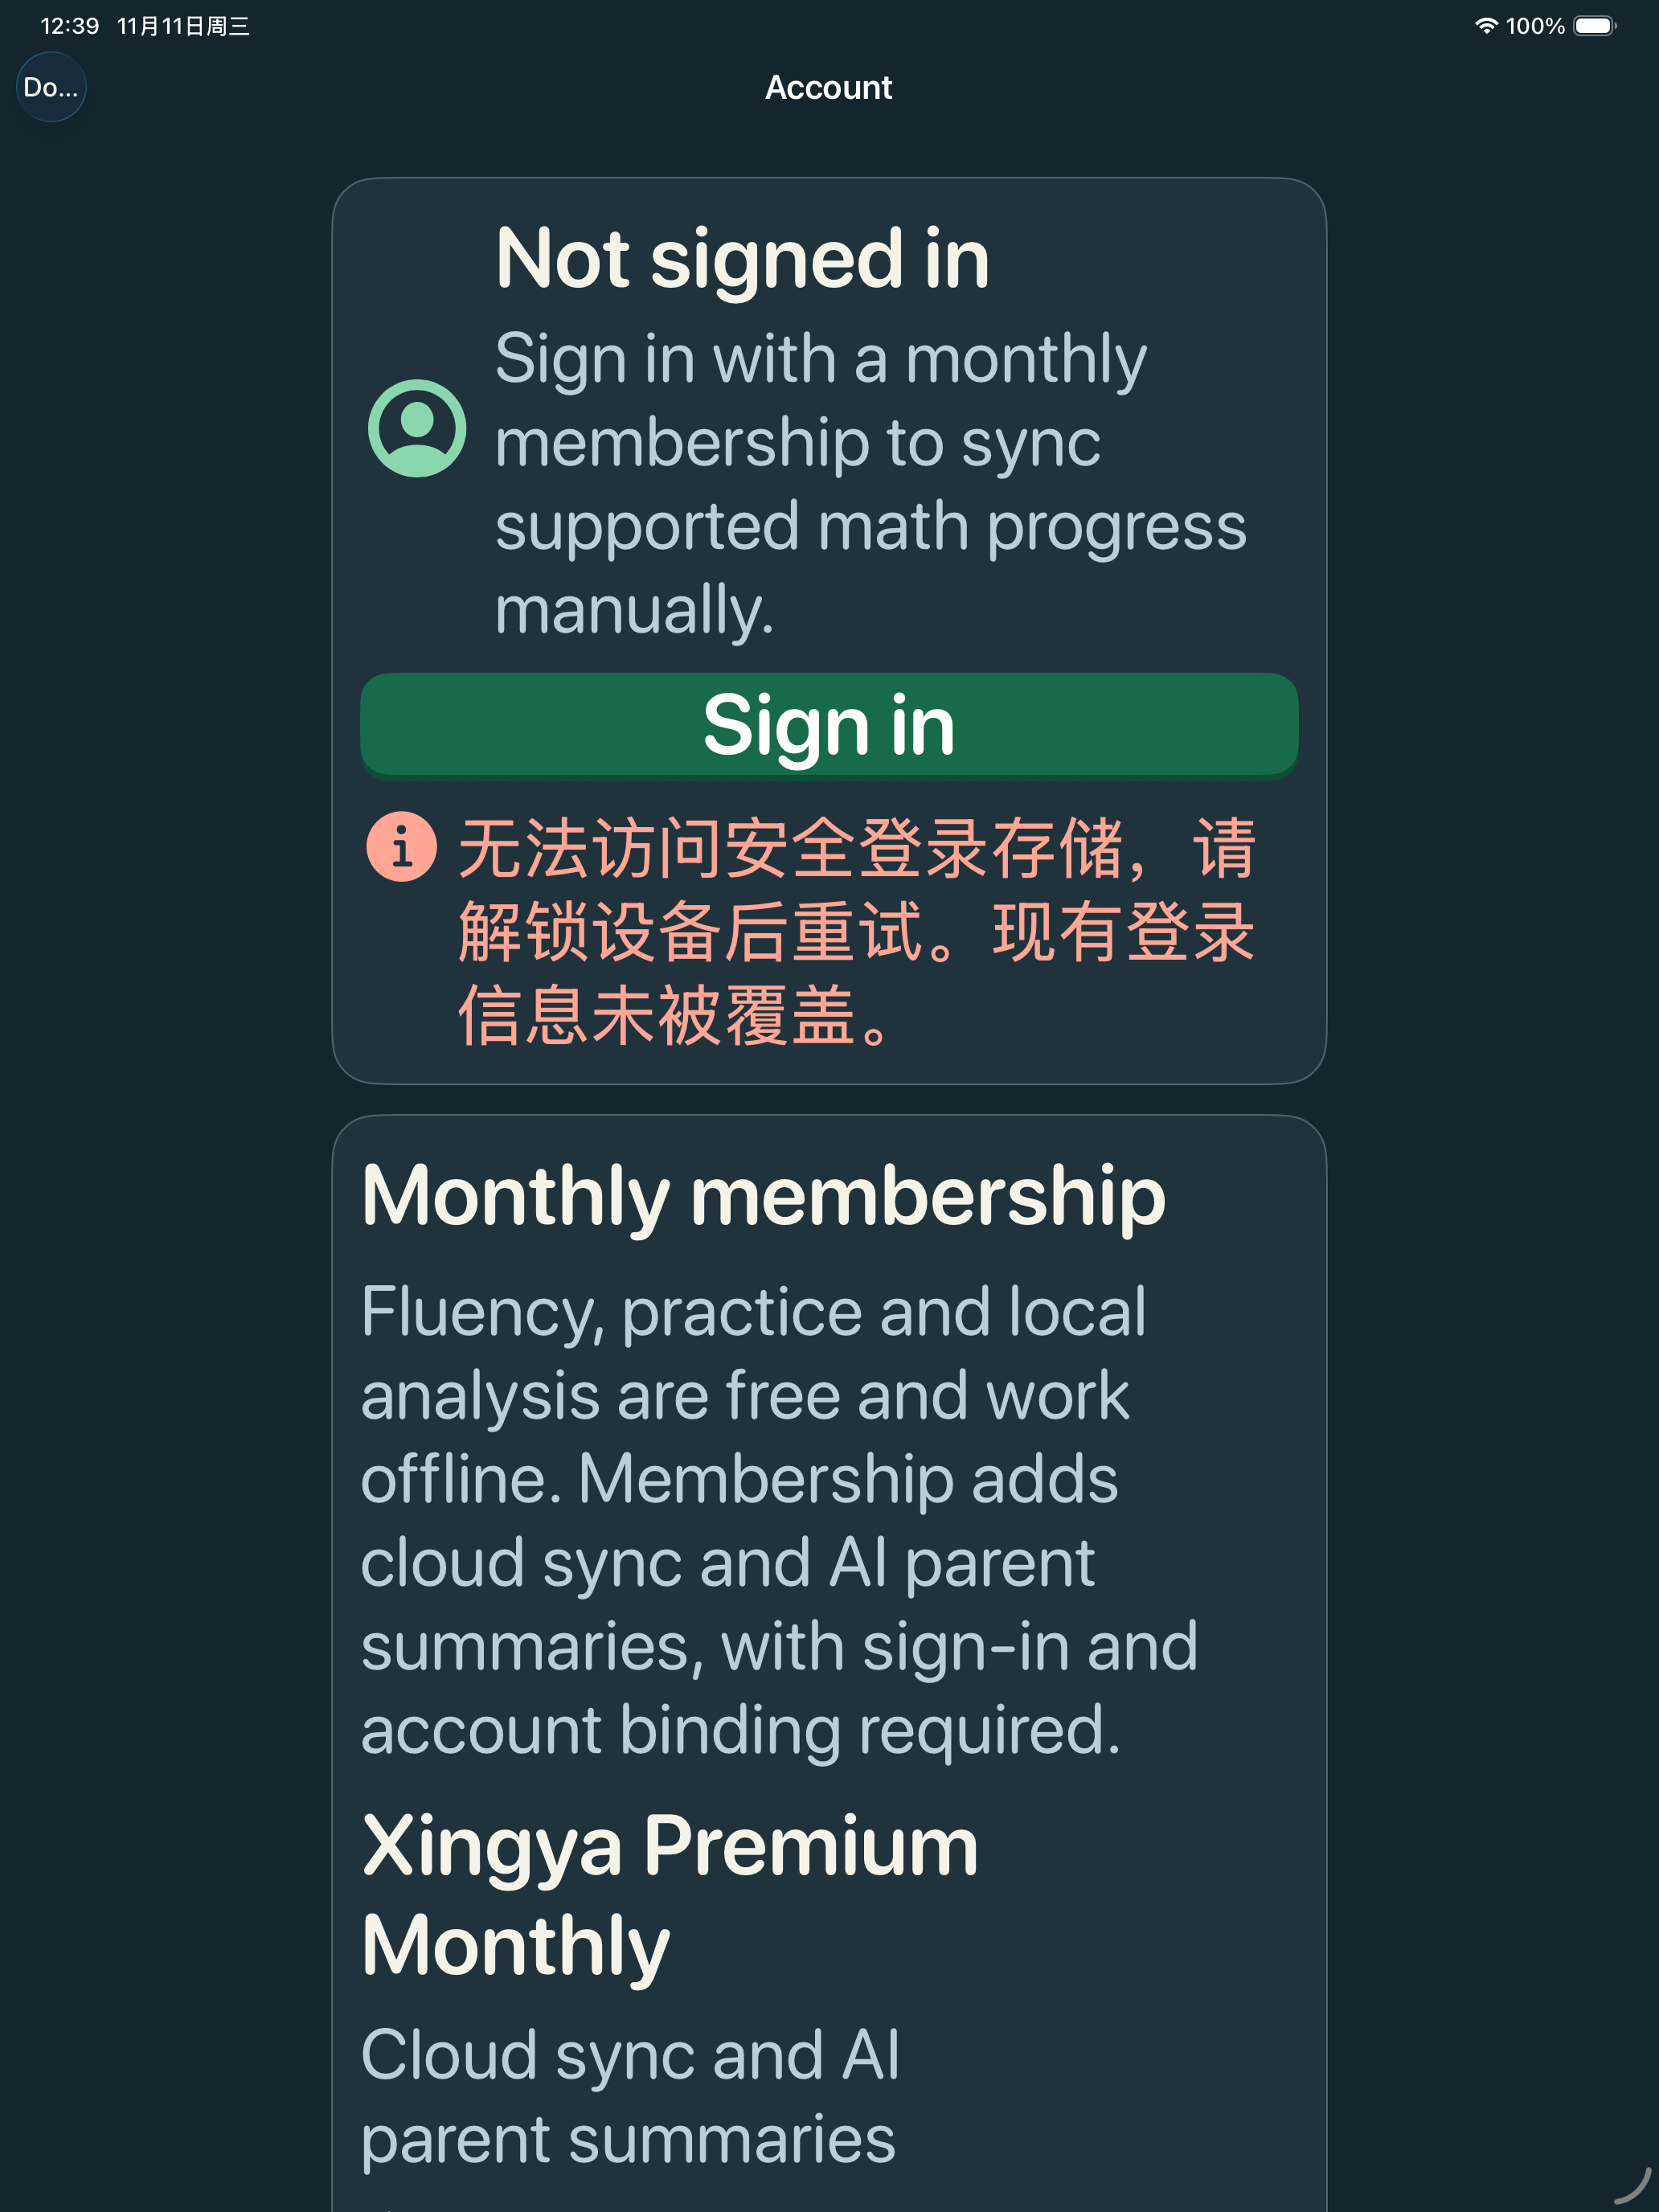 12:39 11月11日周三
100%
Do...
Account
Not signed in
Sign in with a monthly
membership to sync
supported math progress
manually.
Sign in
无法访问安全登录存储，请
解锁设备后重试。现有登录
信息未被覆盖。
Monthly membership
Fluency, practice and local
analysis are free and work
offline. Membership adds
cloud sync and AI parent
summaries, with sign-in and
account binding required.
Xingya Premium
Monthly
Cloud sync and AI
parent summaries